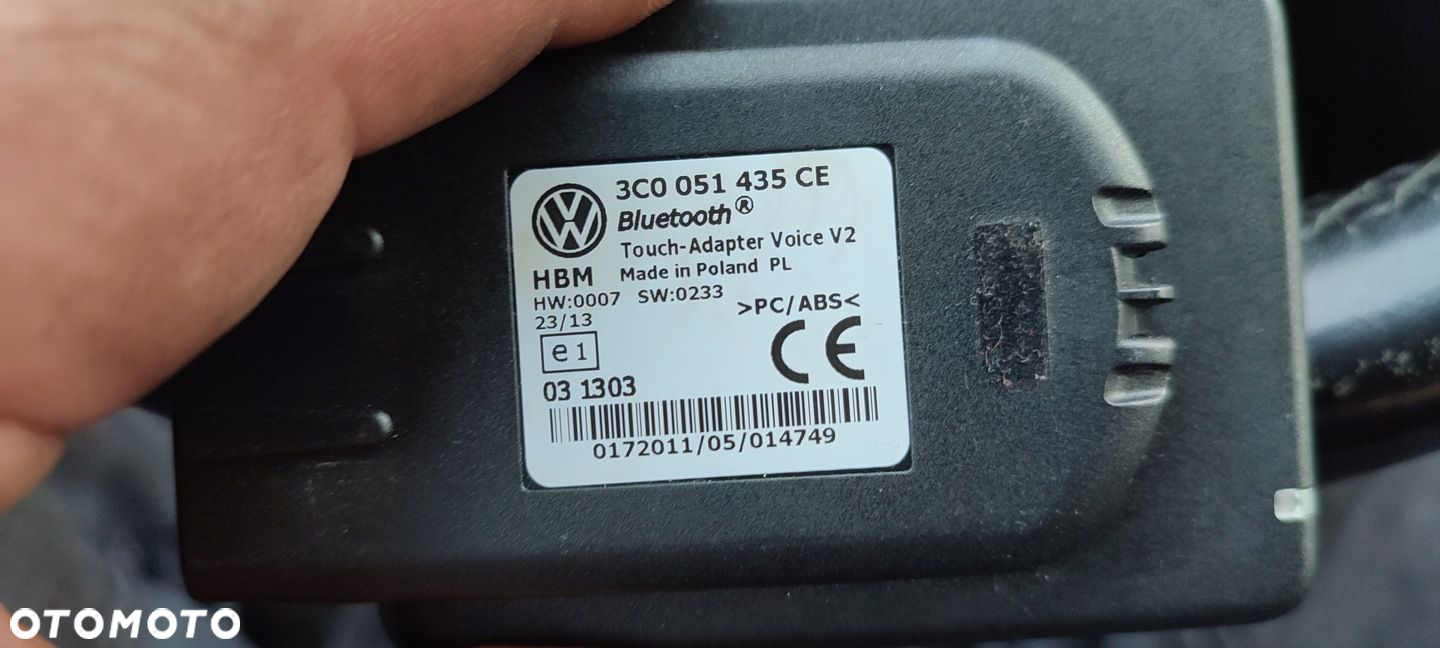 3C0 051 435 CE
Bluetooth®
Touch-Adapter Voice V2
HBM Made in Poland PL
HW:0007 SW:0233
>PC/ABS<
23/13
e1
CE
03 1303
0172011/05/014749
OTOMOTO